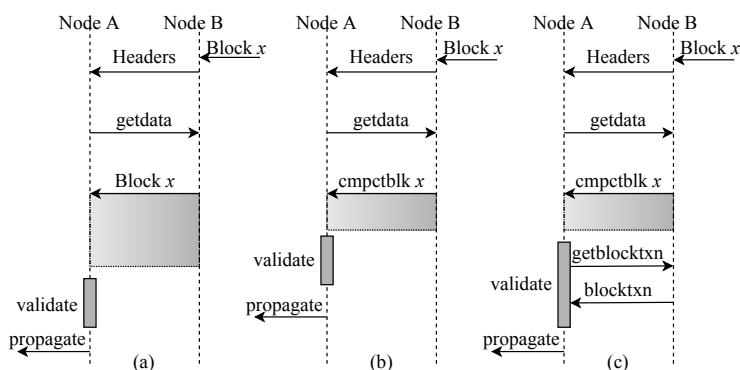 Node A Node B
Block x
Headers
getdata
Block x
validate
propagate
(a)
Node A Node B
Block x
Headers
getdata
cmpctblk x
validate
propagate
(b)
Node A Node B
Block x
Headers
getdata
cmpctblk x
getblocktxn
validate
blocktxn
propagate
(c)